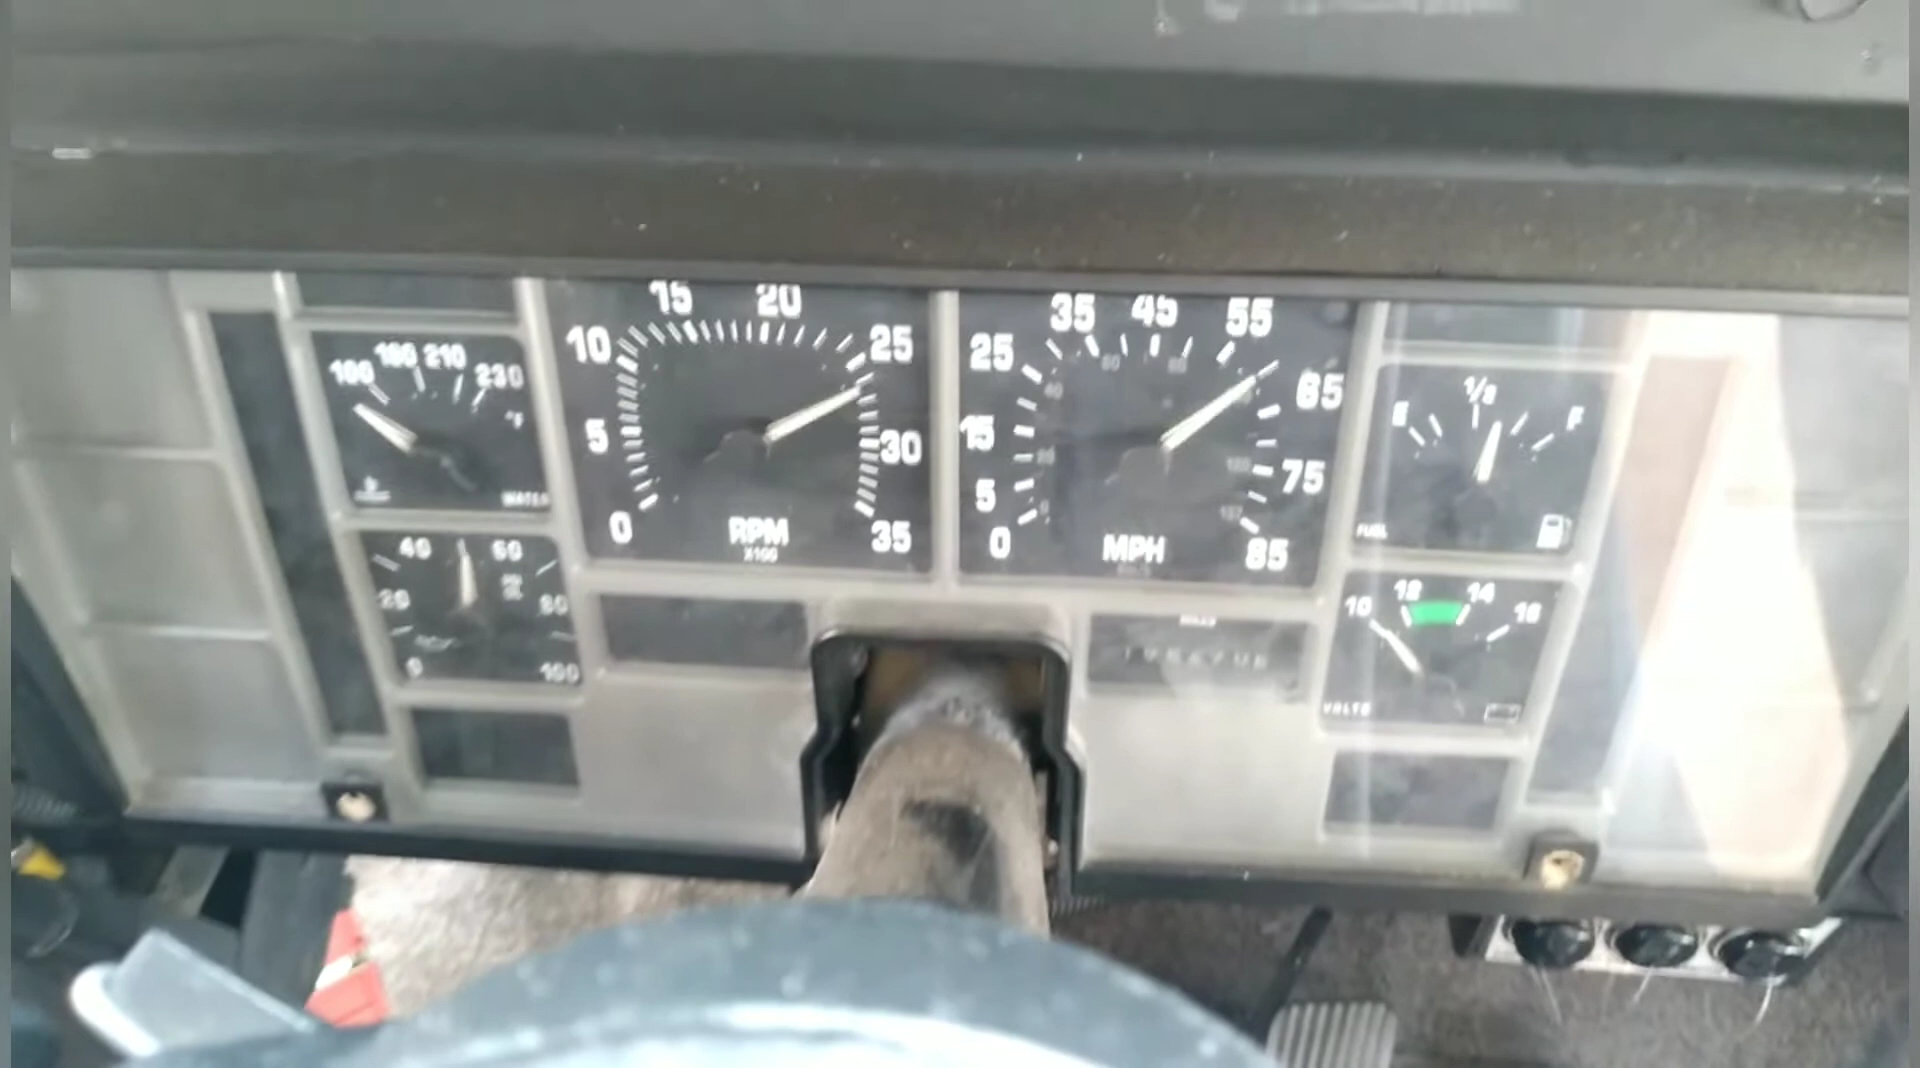 100 180 210 230
°F
WATER
40 60
20 80
0 100
15 20
10 25
5 30
0 35
RPM
X100
35 45 55
25 65
15 75
5
0 85
MPH
E 1/2 F
FUEL
12 14
10 16
VOLTS